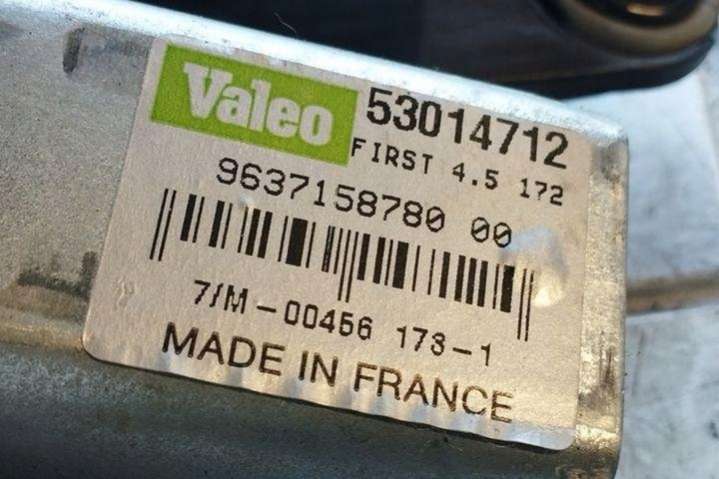 Valeo 53014712
FIRST 4.5 172
9637158780 00
7/M-00456 173-1
MADE IN FRANCE